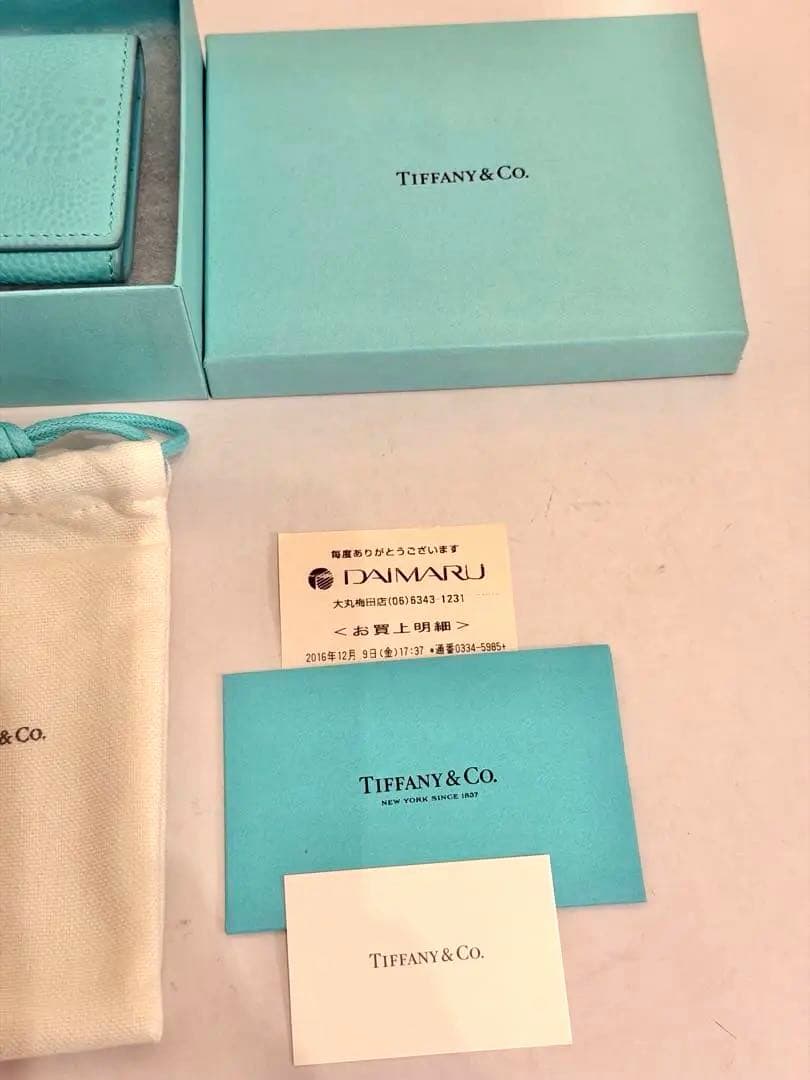 TIFFANY & CO.
毎度ありがとうございます
DAIMARU
大丸梅田店(06)6343-1231
<お買上明細>
2016年12月 9日(金)17:37 *通番0334-5985+
& CO.
TIFFANY & CO.
NEW YORK SINCE 1837
TIFFANY & CO.